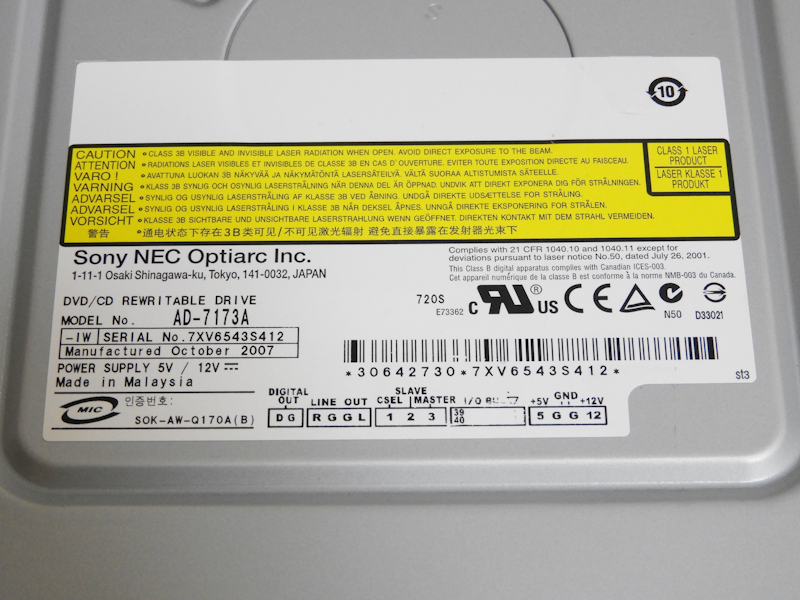 10
CAUTION • CLASS 3B VISIBLE AND INVISIBLE LASER RADIATION WHEN OPEN. AVOID DIRECT EXPOSURE TO THE BEAM.
ATTENTION • RADIATIONS LASER VISIBLES ET INVISIBLES DE CLASSE 3B EN CAS D'OUVERTURE. EVITER TOUTE EXPOSITION DIRECTE AU FAISCEAU.
VARO ! • AVATTUNA LUOKAN 3B NÄKYVÄÄ JA NÄKYMÄTÖNTÄ LASERSÄTEILYÄ. VÄLTÄ SUORAA ALTISTUMISTA SÄTEELLE.
VARNING • KLASS 3B SYNLIG OCH OSYNLIG LASERSTRÅLNING NÄR DENNA DEL ÄR ÖPPNAD. UNDVIK ATT DIREKT EXPONERA DIG FÖR STRÅLNINGEN.
ADVARSEL • SYNLIG OG USYNLIG LASERSTRÅLING AF KLASSE 3B VED ÅBNING. UNDGÅ DIREKTE UDSÆTTELSE FOR STRÅLING.
ADVARSEL • SYNLIG OG USYNLIG LASERSTRÅLING I KLASSE 3B NÅR DEKSEL ÅPNES. UNNGÅ DIREKTE EKSPONERING FOR STRÅLEN.
VORSICHT • KLASSE 3B SICHTBARE UND UNSICHTBARE LASERSTRAHLUNG WENN GEÖFFNET. DIREKTEN KONTAKT MIT DEM STRAHL VERMEIDEN.
警告 • 通电状态下存在3B类可见/不可见激光辐射 避免直接暴露在发射器光束下
CLASS 1 LASER
PRODUCT
LASER KLASSE 1
PRODUKT
Sony NEC Optiarc Inc.
1-11-1 Osaki Shinagawa-ku, Tokyo, 141-0032, JAPAN
Complies with 21 CFR 1040.10 and 1040.11 except for
deviations pursuant to laser notice No.50, dated July 26, 2001.
This Class B digital apparatus complies with Canadian ICES-003.
Cet appareil numérique de la classe B est conforme à la norme NMB-003 du Canada.
DVD/CD REWRITABLE DRIVE
MODEL No. AD-7173A
720S
E73362
C RU ® US CE
N50
D33021
-IW SERIAL No. 7XV6543S412
Manufactured October 2007
POWER SUPPLY 5V / 12V
Made in Malaysia
*30642730*7XV6543S412*
st3
MIC 인증번호:
SOK-AW-Q170A(B)
DIGITAL OUT
DG
LINE OUT
RGGL
SLAVE
CSEL | MASTER
1 2 3
39
40
+5V GND +12V
5 G G 12